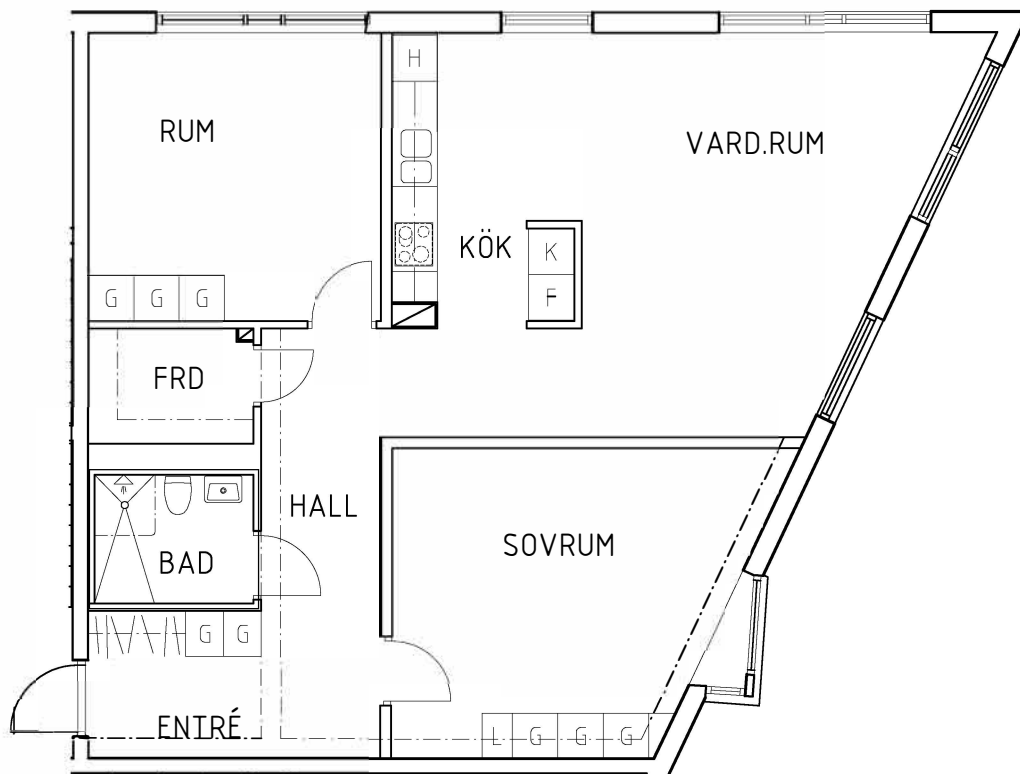 H
RUM
VARD.RUM
KÖK
K
F
G G G
FRD
HALL
SOVRUM
BAD
G G
ENTRÉ
L G G G